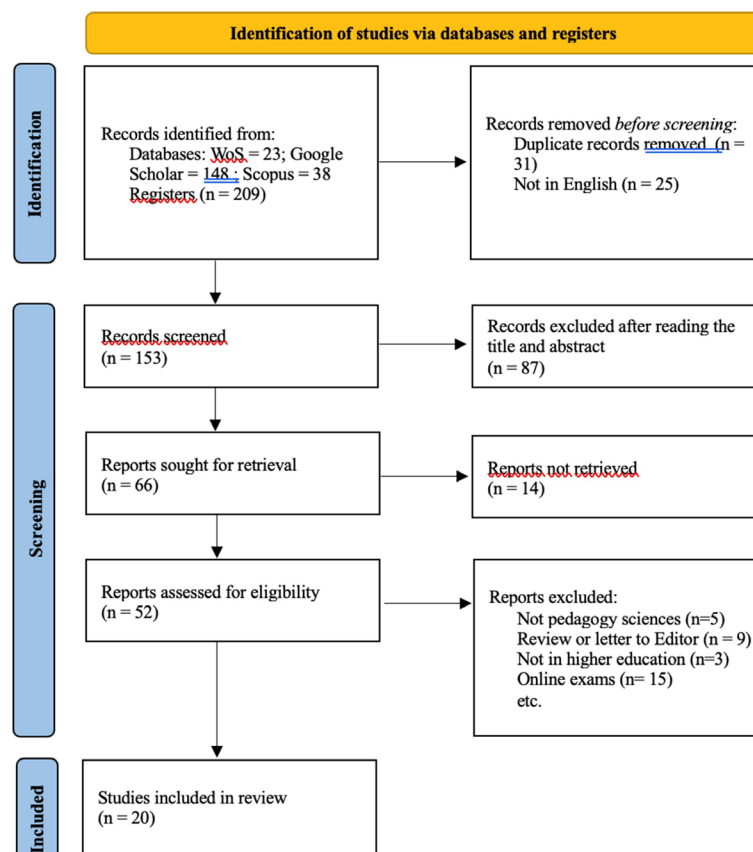 Identification of studies via databases and registers
Identification
Records identified from:
Databases: WoS = 23; Google
Scholar = 148 ; Scopus = 38
Registers (n = 209)
Records removed before screening:
Duplicate records removed (n =
31)
Not in English (n = 25)
Screening
Records screened
(n = 153)
Records excluded after reading the
title and abstract
(n = 87)
Reports sought for retrieval
(n = 66)
Reports not retrieved
(n = 14)
Reports assessed for eligibility
(n = 52)
Reports excluded:
Not pedagogy sciences (n=5)
Review or letter to Editor (n = 9)
Not in higher education (n=3)
Online exams (n= 15)
etc.
Included
Studies included in review
(n = 20)